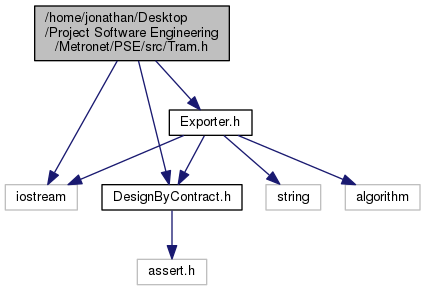 /home/jonathan/Desktop
/Project Software Engineering
/Metronet/PSE/src/Tram.h
Exporter.h
iostream
DesignByContract.h
string
algorithm
assert.h